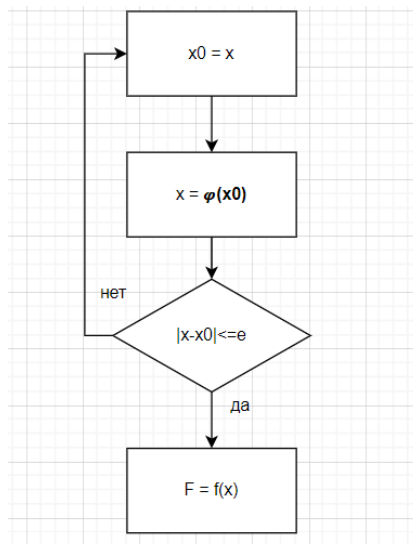 x0 = x
x = φ(x0)
нет
|x-x0|<=e
да
F = f(x)